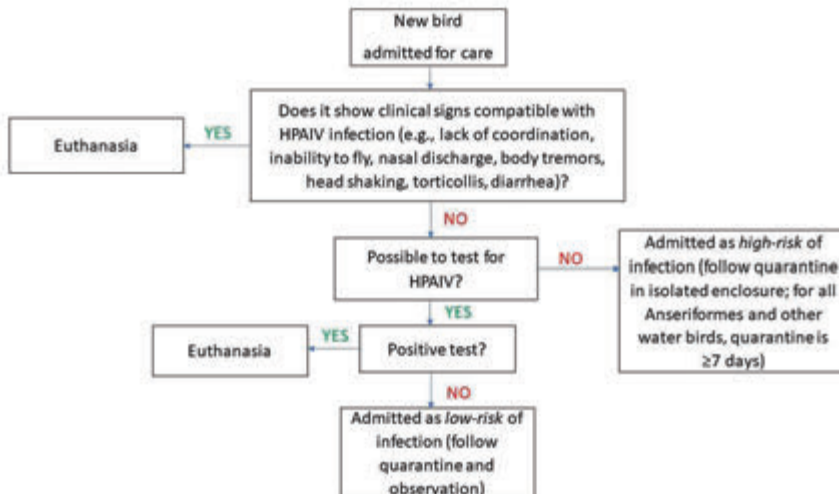 New bird
admitted for care
Does it show clinical signs compatible with
HPAIV infection (e.g., lack of coordination,
inability to fly, nasal discharge, body tremors,
head shaking, torticollis, diarrhea)?
YES
Euthanasia
NO
Possible to test for
HPAIV?
NO
Admitted as high-risk of
infection (follow quarantine
in isolated enclosure; for all
Anseriformes and other
water birds, quarantine is
≥7 days)
YES
Positive test?
YES
Euthanasia
NO
Admitted as low-risk of
infection (follow
quarantine and
observation)